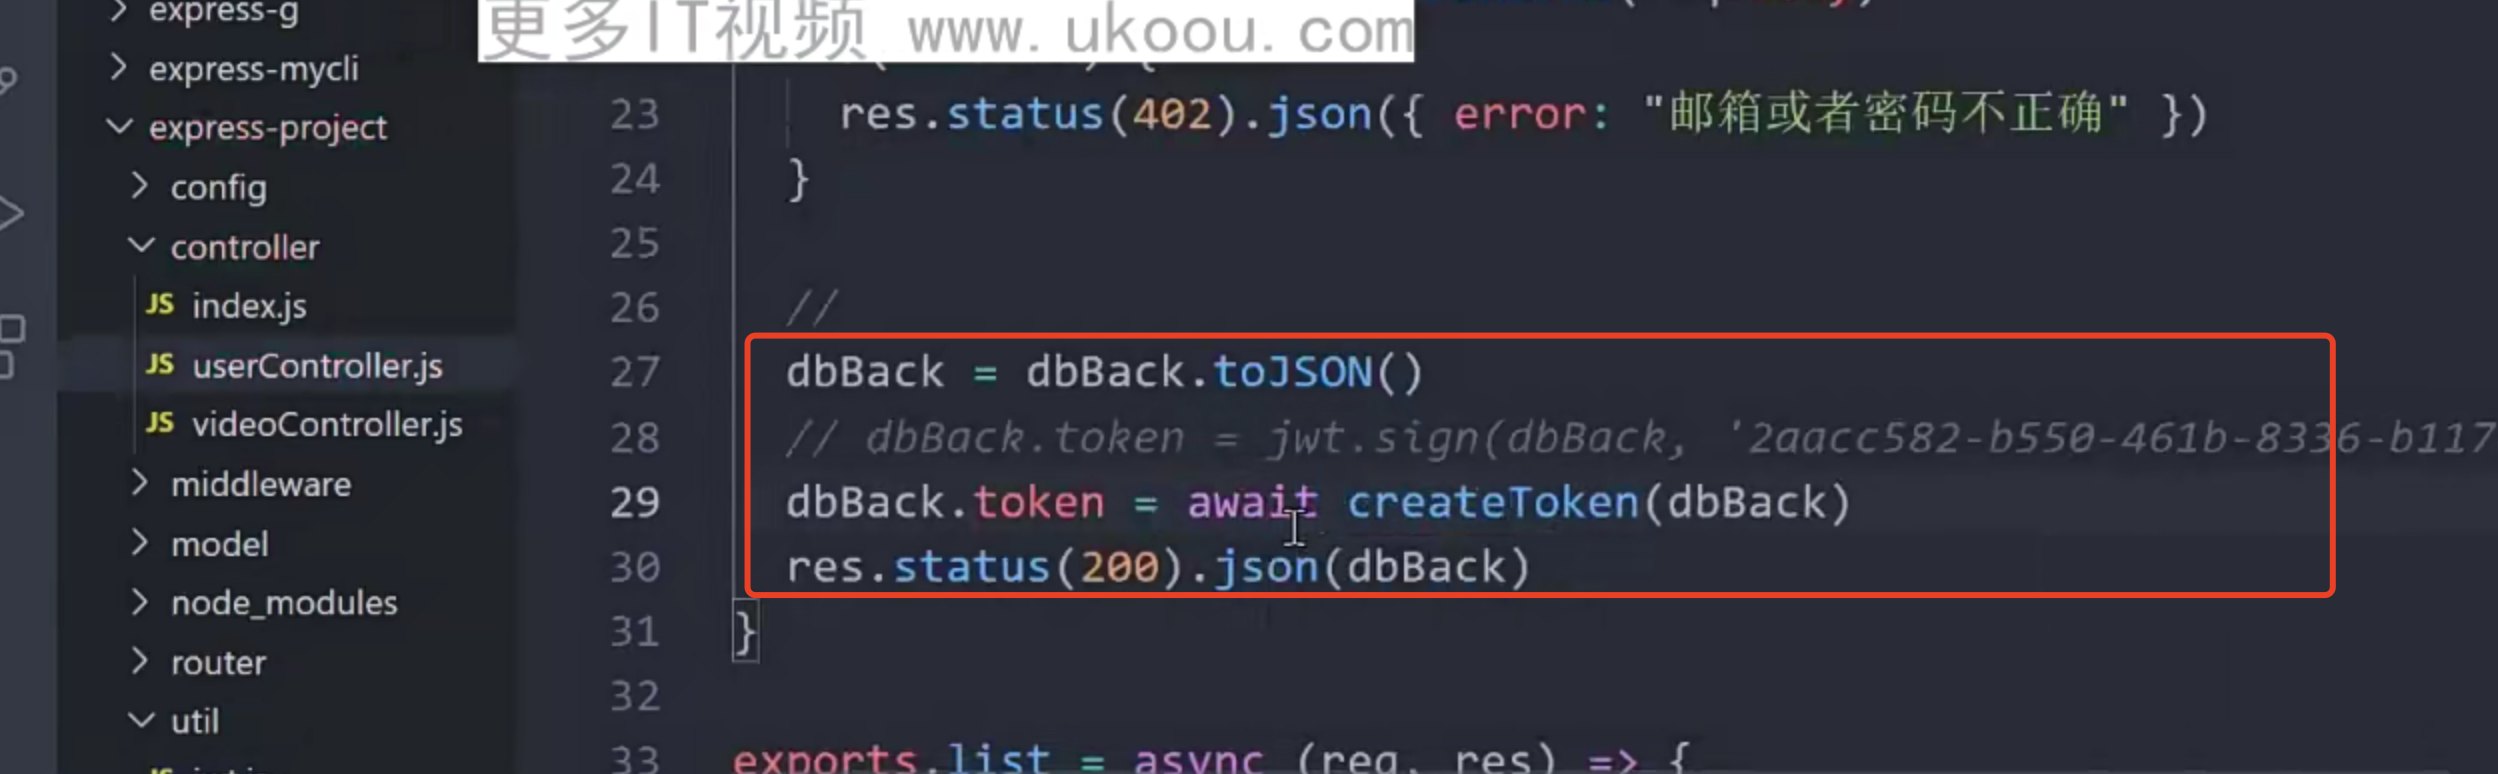 express-g
express-mycli
express-project
config
controller
JS index.js
JS userController.js
JS videoController.js
middleware
model
node_modules
router
util
更多IT视频 www.ukoou.com
23 res.status(402).json({ error: "邮箱或者密码不正确" })
24 }
25
26 //
27 dbBack = dbBack.toJSON()
28 // dbBack.token = jwt.sign(dbBack, '2aacc582-b550-461b-8336-b117
29 dbBack.token = await createToken(dbBack)
30 res.status(200).json(dbBack)
31 }
32
33 exports.list = async (req, res) => {